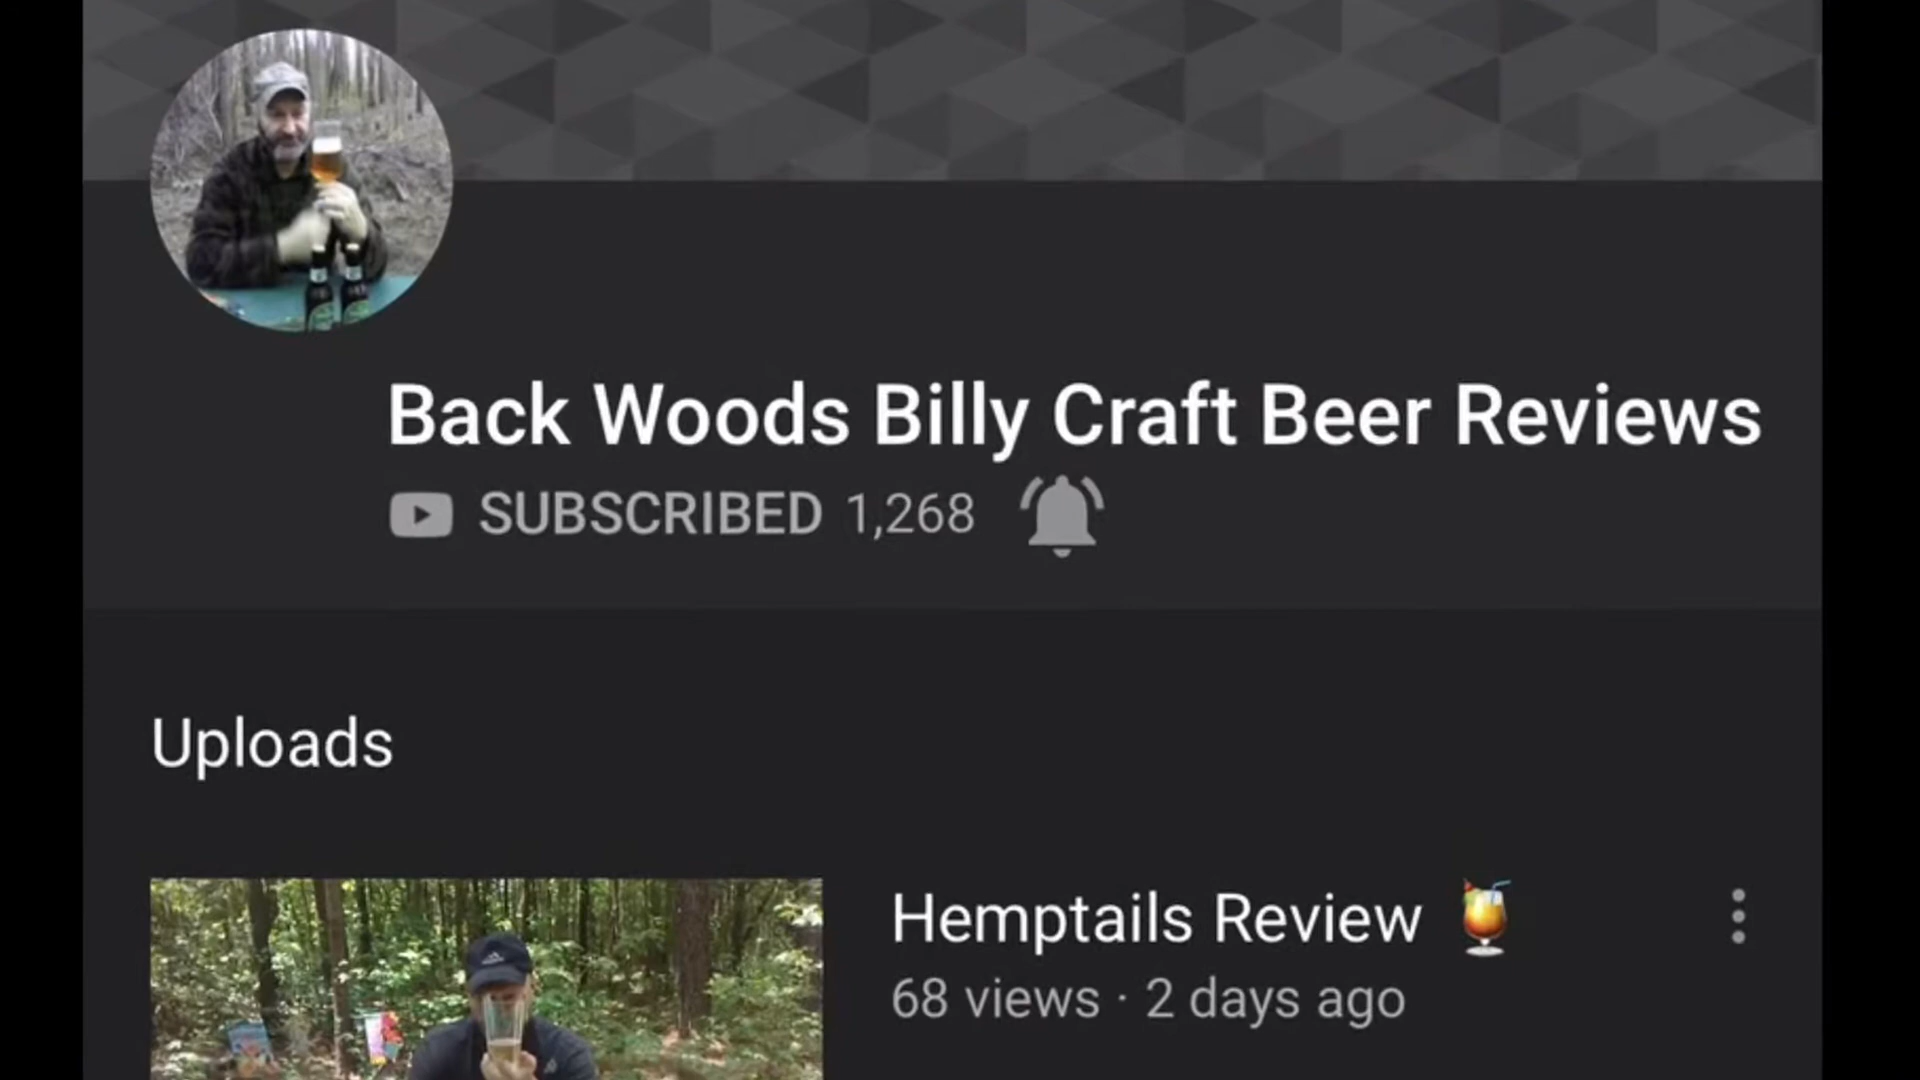 Back Woods Billy Craft Beer Reviews
SUBSCRIBED 1,268
Uploads
Hemptails Review 🍹
68 views · 2 days ago